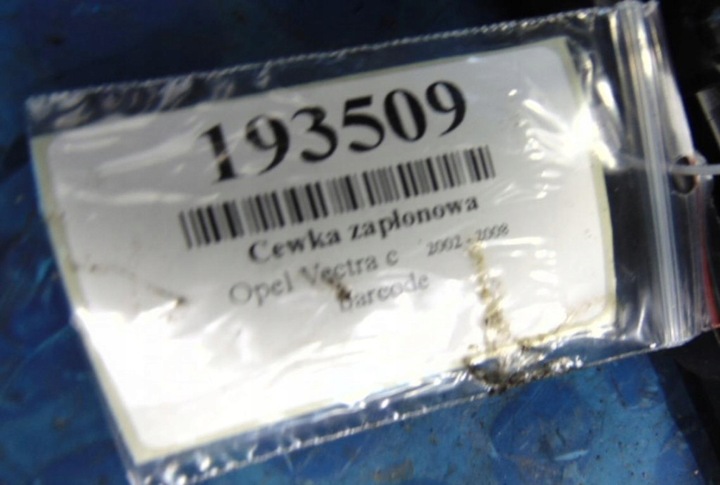 193509
Cewka zapłonowa
Opel Vectra c 2002 - 2008
Barcode